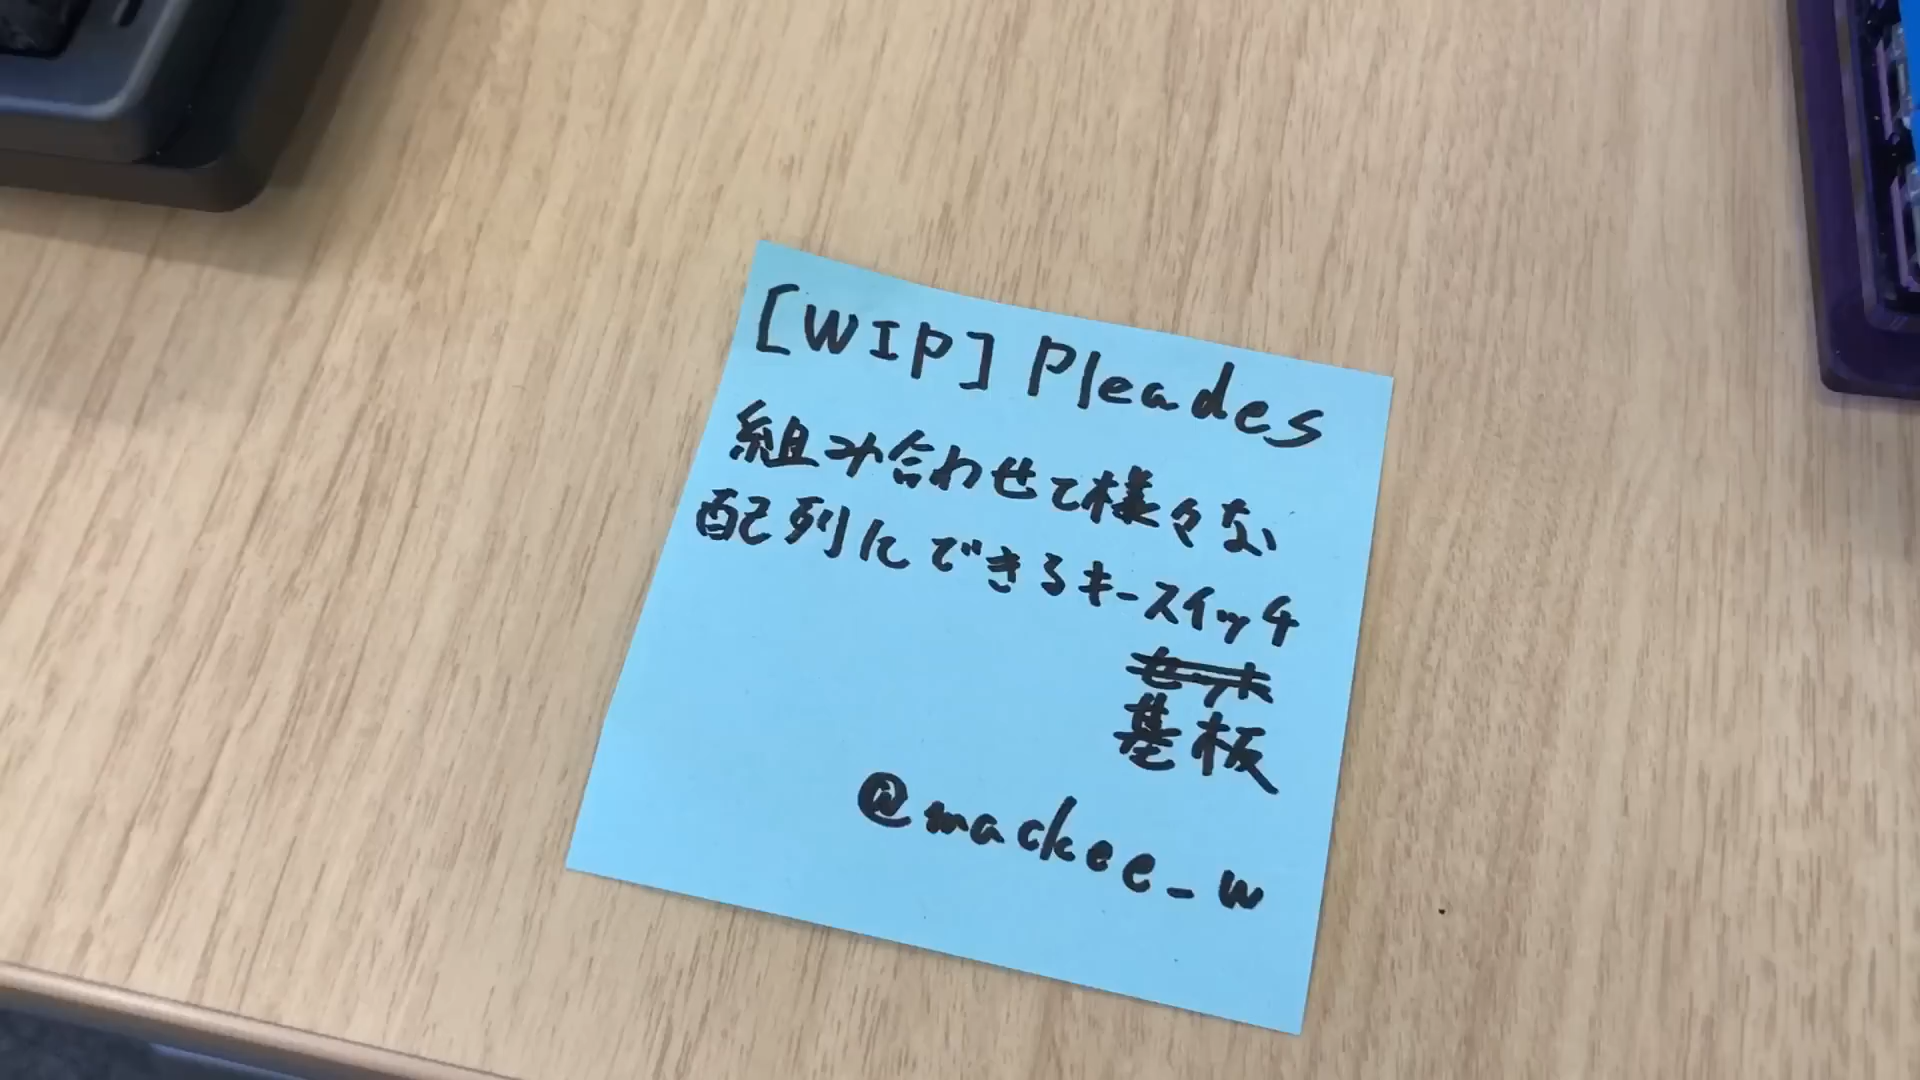 [WIP] Pleades
組み合わせて様々な
配列にできるキースイッチ
基板
@mackee_w